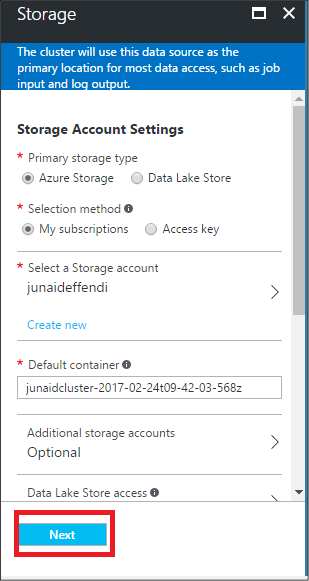 Storage
The cluster will use this data source as the
primary location for most data access, such as job
input and log output.
Storage Account Settings
* Primary storage type
Azure Storage Data Lake Store
* Selection method
My subscriptions Access key
* Select a Storage account
junaideffendi
Create new
* Default container
junaidcluster-2017-02-24t09-42-03-568z
Additional storage accounts
Optional
Data Lake Store access
Next